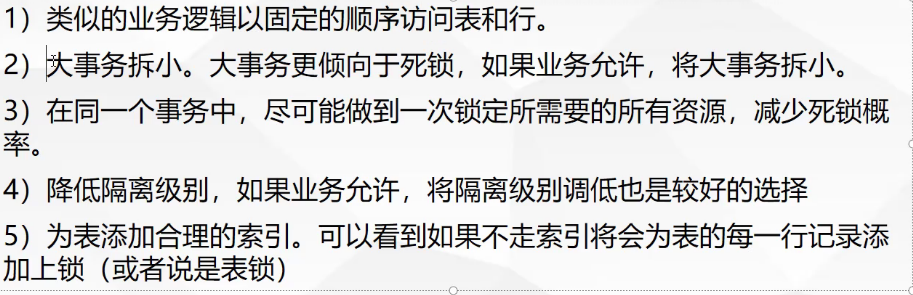 1）类似的业务逻辑以固定的顺序访问表和行。
2）大事务拆小。大事务更倾向于死锁，如果业务允许，将大事务拆小。
3）在同一个事务中，尽可能做到一次锁定所需要的所有资源，减少死锁概
率。
4）降低隔离级别，如果业务允许，将隔离级别调低也是较好的选择
5）为表添加合理的索引。可以看到如果不走索引将会为表的每一行记录添
加上锁（或者说是表锁）